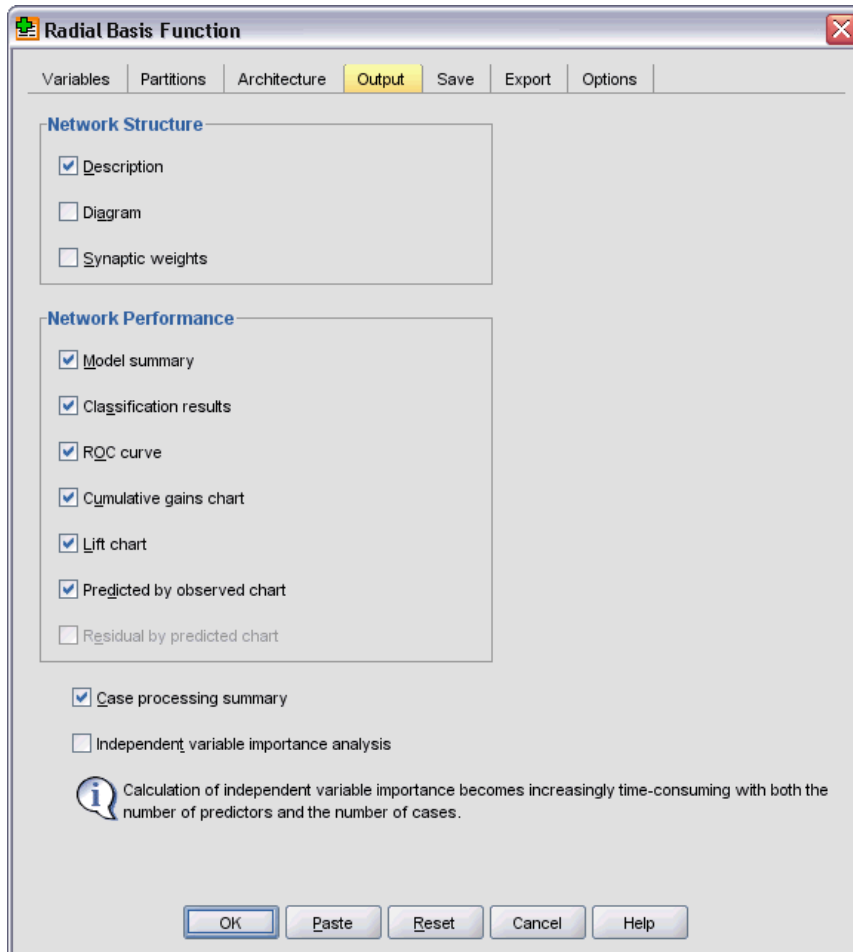 Radial Basis Function
Variables Partitions Architecture Output Save Export Options
Network Structure
Description
Diagram
Synaptic weights
Network Performance
Model summary
Classification results
ROC curve
Cumulative gains chart
Lift chart
Predicted by observed chart
Residual by predicted chart
Case processing summary
Independent variable importance analysis
Calculation of independent variable importance becomes increasingly time-consuming with both the
number of predictors and the number of cases.
OK Paste Reset Cancel Help